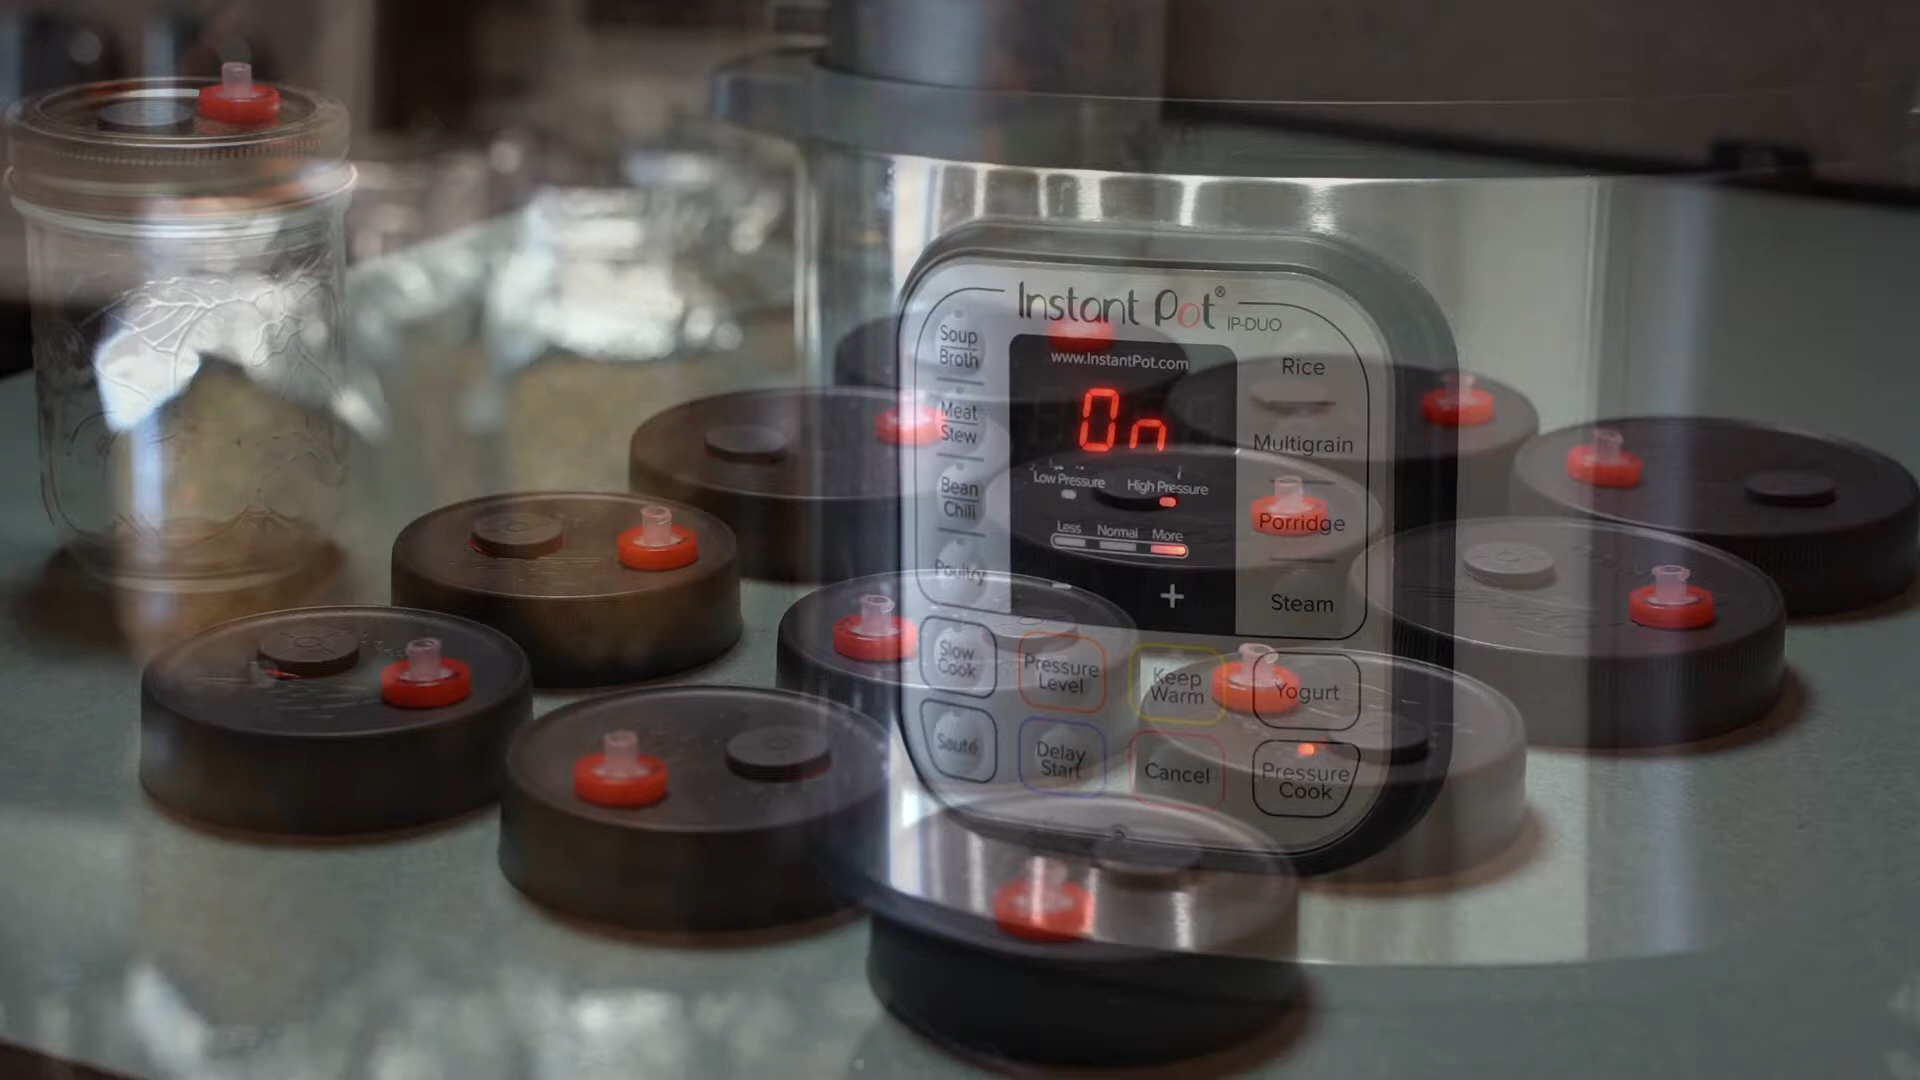 Instant Pot®
IP-DUO
www.InstantPot.com
On
Low Pressure
High Pressure
Less
Normal
More
-
+
Soup
Broth
Meat
Stew
Bean
Chili
Poultry
Rice
Multigrain
Porridge
Steam
Slow
Cook
Pressure
Level
Keep
Warm
Yogurt
Sauté
Delay
Start
Cancel
Pressure
Cook